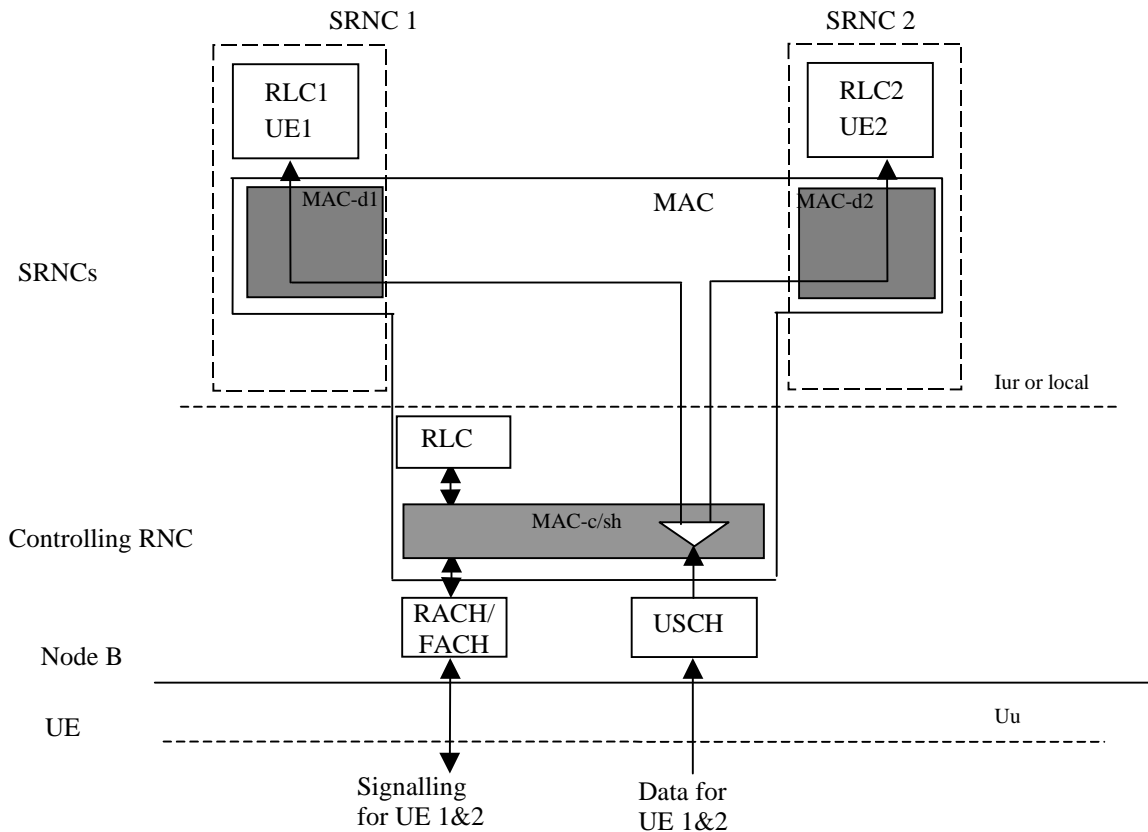 SRNC 1
SRNC 2
RLC1
UE1
RLC2
UE2
MAC-d1
MAC
MAC-d2
SRNCs
Iur or local
RLC
MAC-c/sh
Controlling RNC
RACH/
FACH
USCH
Node B
UE
Uu
Signalling
for UE 1&2
Data for
UE 1&2